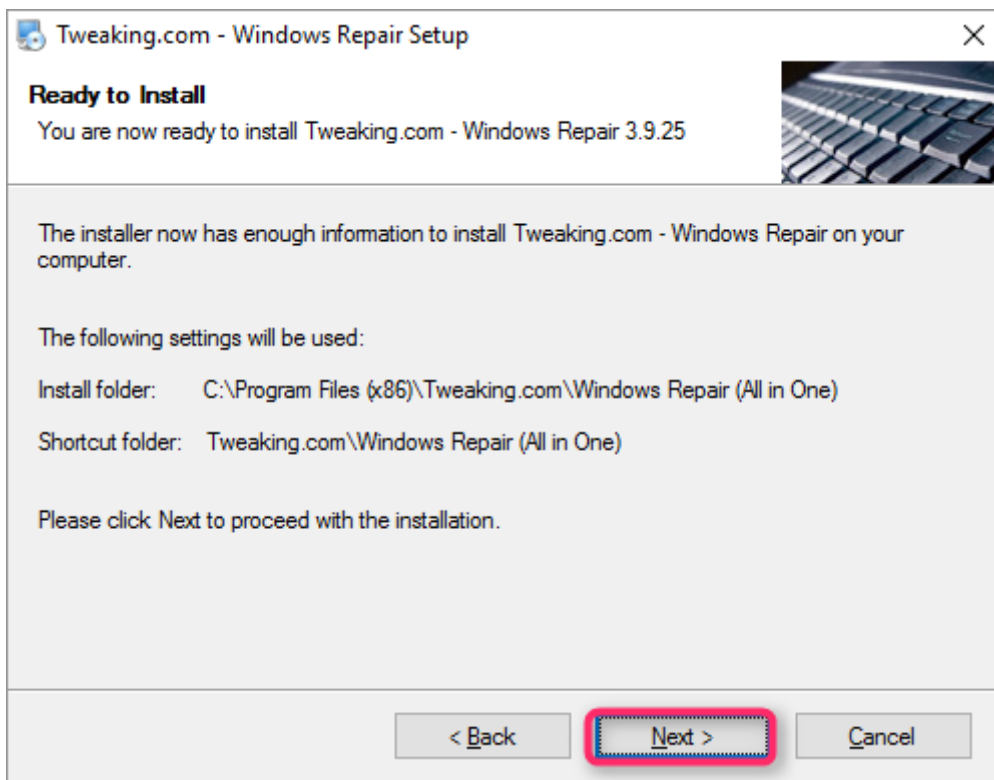 Tweaking.com - Windows Repair Setup
Ready to Install
You are now ready to install Tweaking.com - Windows Repair 3.9.25
The installer now has enough information to install Tweaking.com - Windows Repair on your
computer.
The following settings will be used:
Install folder: C:\Program Files (x86)\Tweaking.com\Windows Repair (All in One)
Shortcut folder: Tweaking.com\Windows Repair (All in One)
Please click Next to proceed with the installation.
< Back Next > Cancel